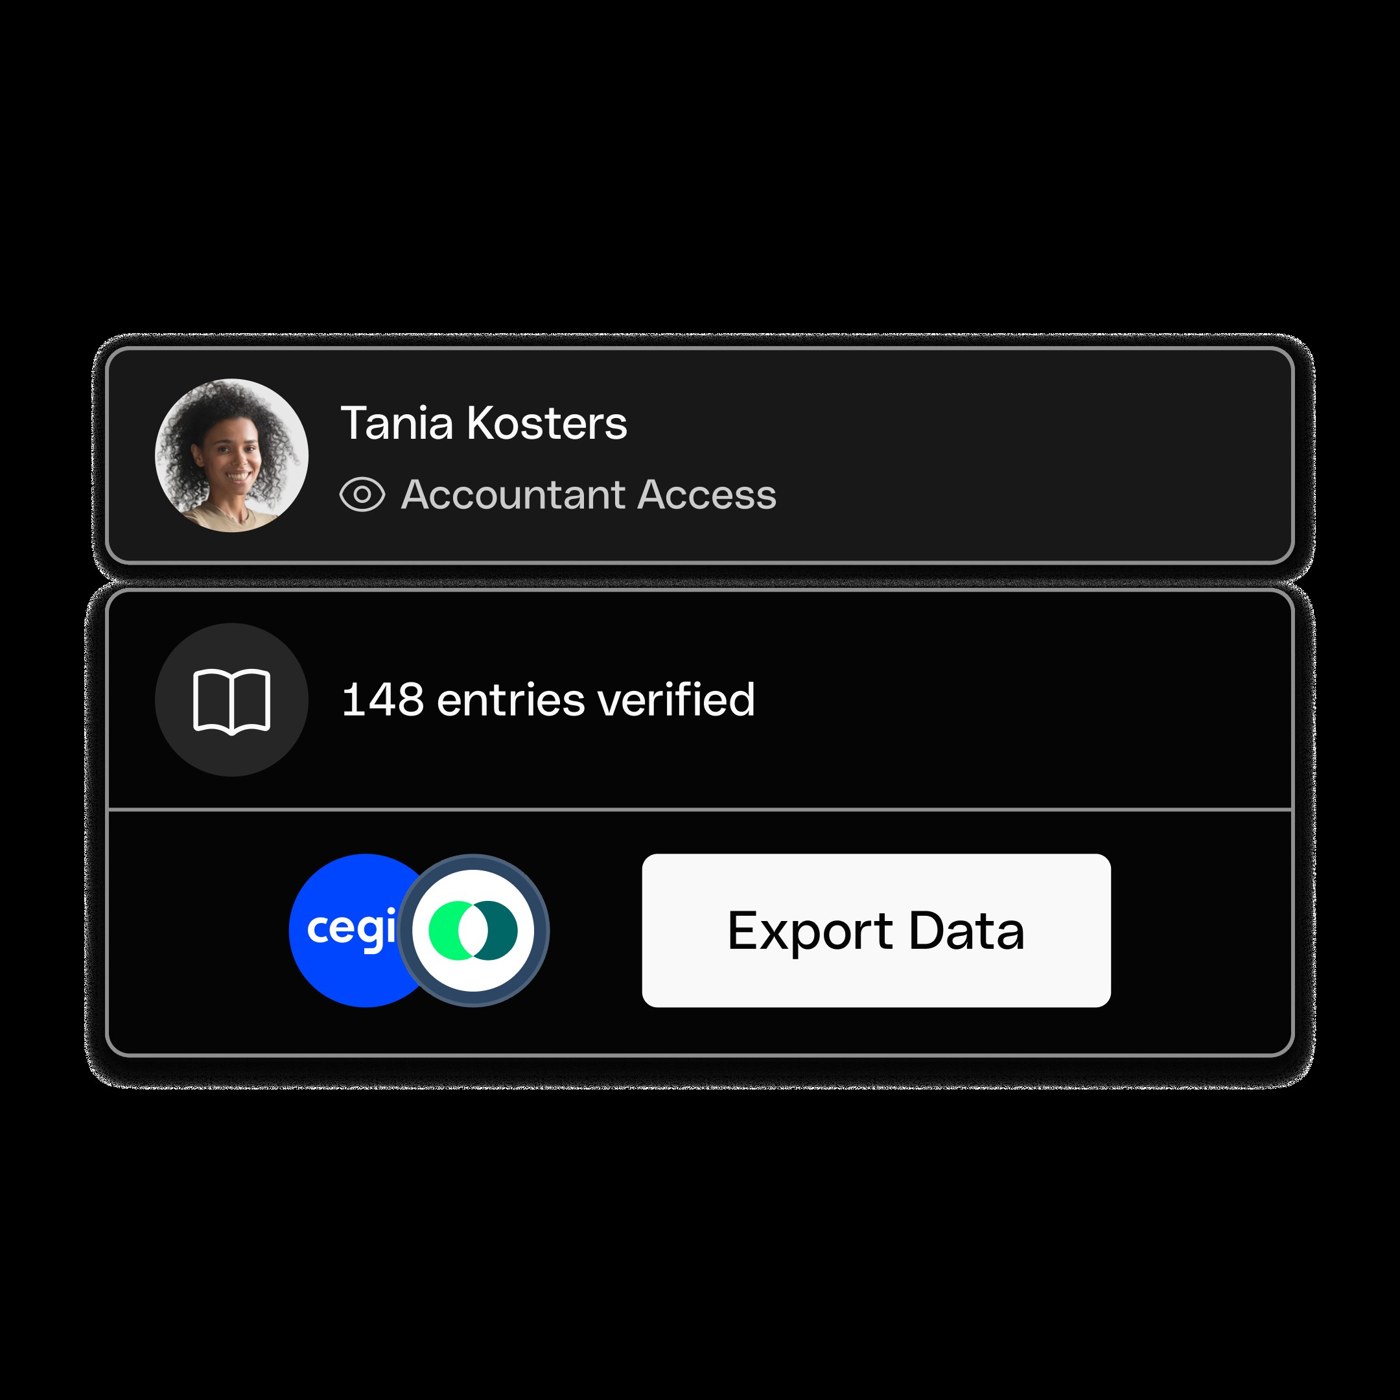 Tania Kosters
Accountant Access
148 entries verified
cegi
Export Data